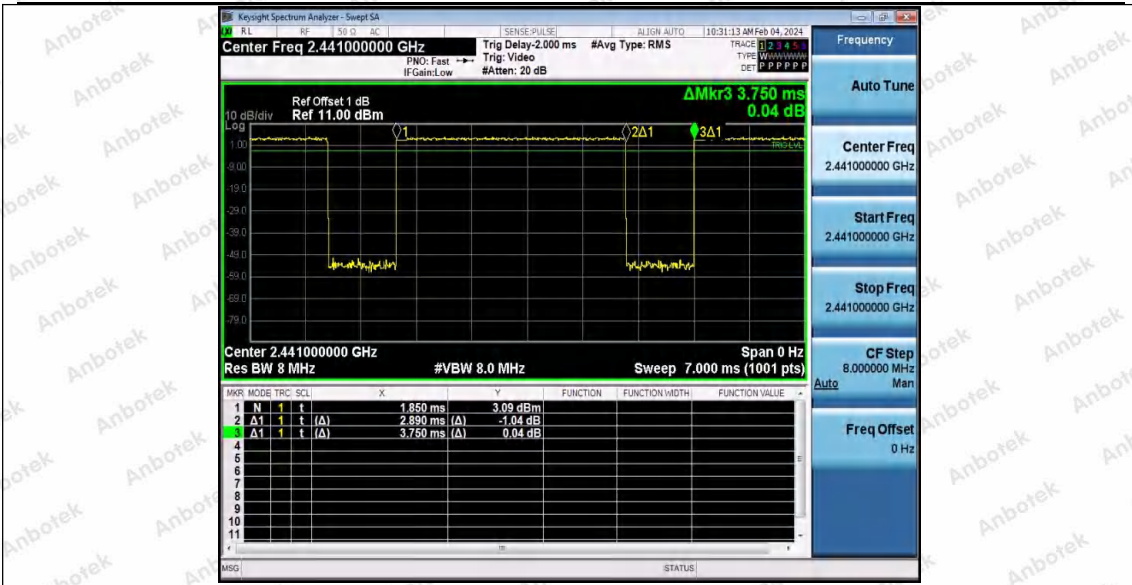 Keysight Spectrum Analyzer - Swept SA
RL RF 50 Ω AC SENSE:PULSE ALIGN AUTO 10:31:13 AM Feb 04, 2024
Center Freq 2.441000000 GHz
PNO: Fast
IFGain:Low
Trig Delay-2.000 ms
Trig: Video
#Atten: 20 dB
#Avg Type: RMS
TRACE 1 2 3 4 5 6
TYPE W
DET P P P P P P
ΔMkr3 3.750 ms
0.04 dB
Ref Offset 1 dB
10 dB/div Ref 11.00 dBm
Log
1 2Δ1 3Δ1
TRIG LVL
1.00
-9.00
-19.0
-29.0
-39.0
-49.0
-59.0
-69.0
-79.0
Center 2.441000000 GHz Span 0 Hz
Res BW 8 MHz #VBW 8.0 MHz Sweep 7.000 ms (1001 pts)
MKR MODE TRC SCL X Y FUNCTION FUNCTION WIDTH FUNCTION VALUE
1 N 1 t 1.850 ms 3.09 dBm
2 Δ1 1 t (Δ) 2.890 ms (Δ) -1.04 dB
3 Δ1 1 t (Δ) 3.750 ms (Δ) 0.04 dB
4
5
6
7
8
9
10
11
MSG STATUS
Frequency
Auto Tune
Center Freq
2.441000000 GHz
Start Freq
2.441000000 GHz
Stop Freq
2.441000000 GHz
CF Step
8.000000 MHz
Auto Man
Freq Offset
0 Hz
Anbotek